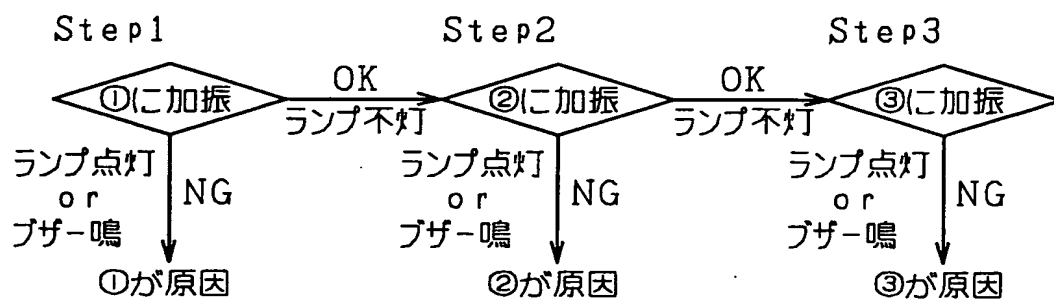 Step1
Step2
Step3
①に加振
OK
ランプ不灯
②に加振
OK
ランプ不灯
③に加振
ランプ点灯
or
ブザー鳴
NG
ランプ点灯
or
ブザー鳴
NG
ランプ点灯
or
ブザー鳴
NG
①が原因
②が原因
③が原因